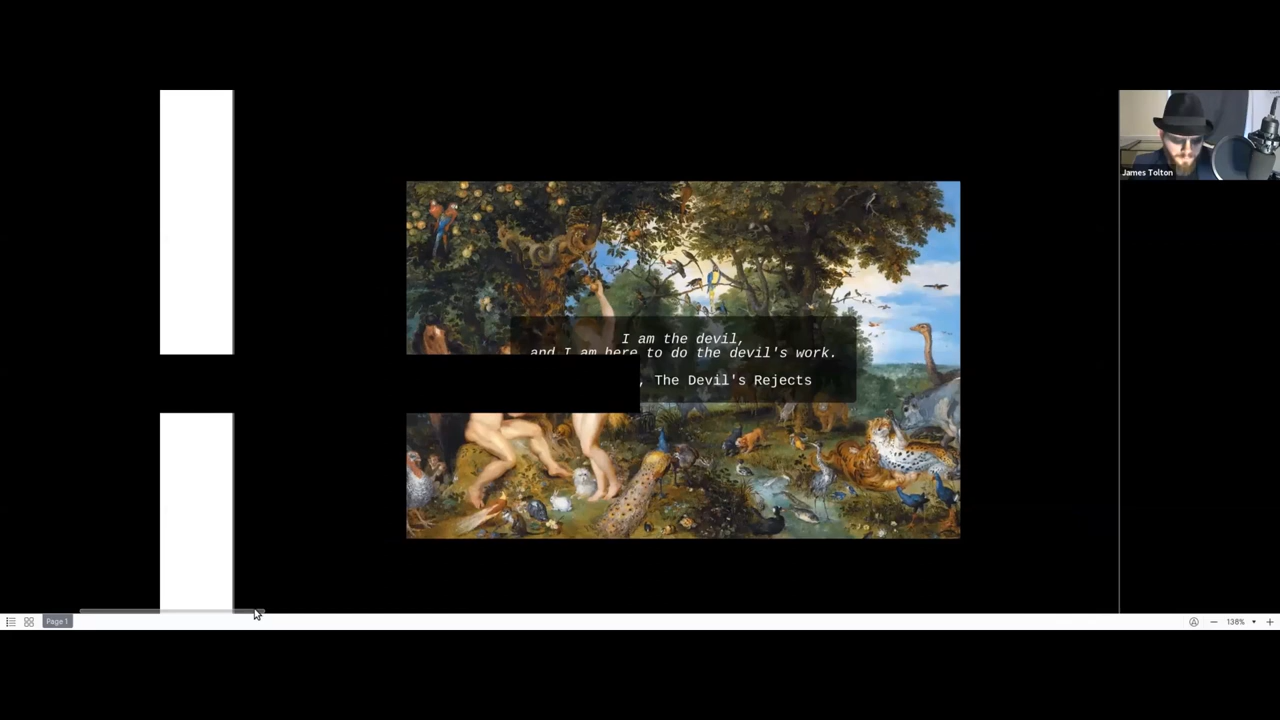 James Tolton
I am the devil,
and I am here to do the devil's work.
, The Devil's Rejects
Page 1
138%